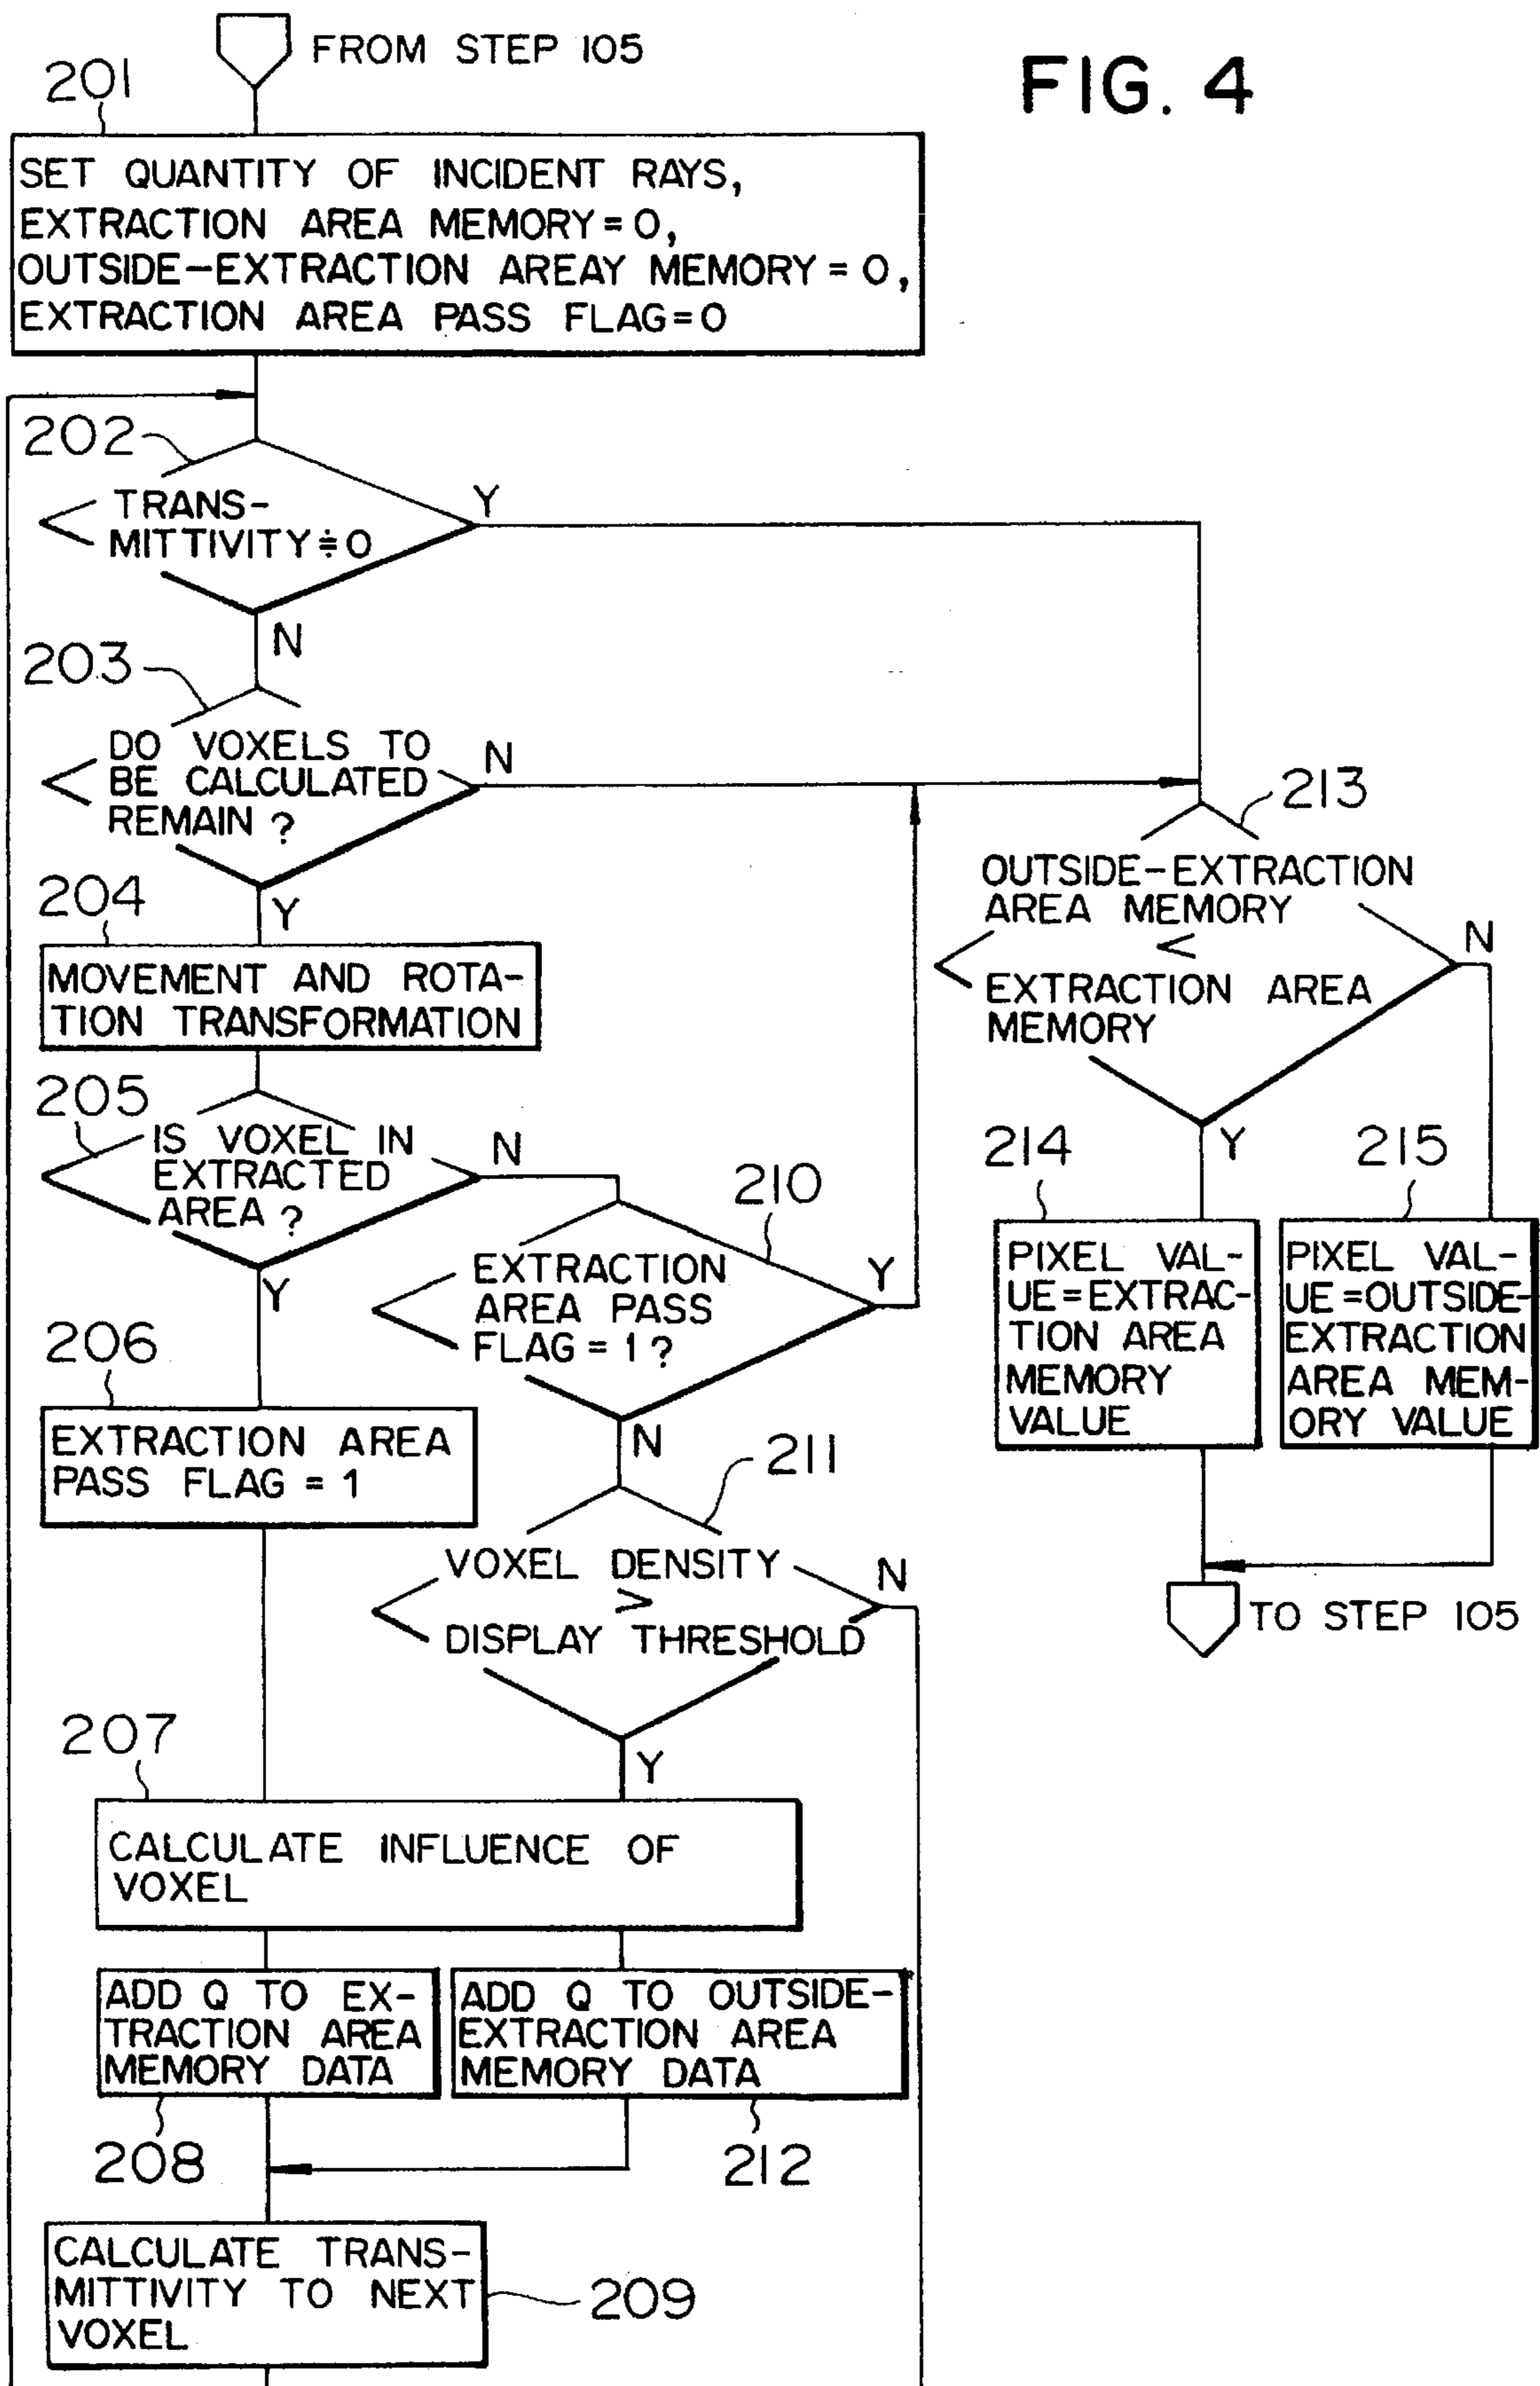 FROM STEP 105
FIG. 4
201
SET QUANTITY OF INCIDENT RAYS,
EXTRACTION AREA MEMORY=0,
OUTSIDE-EXTRACTION AREAY MEMORY=0,
EXTRACTION AREA PASS FLAG=0
202
TRANS-
MITTIVITY≑0
Y
N
203
DO VOXELS TO
BE CALCULATED
REMAIN ?
N
Y
204
MOVEMENT AND ROTA-
TION TRANSFORMATION
205
IS VOXEL IN
EXTRACTED
AREA ?
N
Y
206
EXTRACTION AREA
PASS FLAG = 1
210
EXTRACTION
AREA PASS
FLAG = 1 ?
Y
N
211
VOXEL DENSITY
>
DISPLAY THRESHOLD
N
Y
207
CALCULATE INFLUENCE OF
VOXEL
ADD Q TO EX-
TRACTION AREA
MEMORY DATA
208
ADD Q TO OUTSIDE-
EXTRACTION AREA
MEMORY DATA
212
CALCULATE TRANS-
MITTIVITY TO NEXT
VOXEL
209
213
OUTSIDE-EXTRACTION
AREA MEMORY
<
EXTRACTION AREA
MEMORY
N
Y
214
PIXEL VAL-
UE=EXTRAC-
TION AREA
MEMORY
VALUE
215
PIXEL VAL-
UE=OUTSIDE-
EXTRACTION
AREA MEM-
ORY VALUE
TO STEP 105